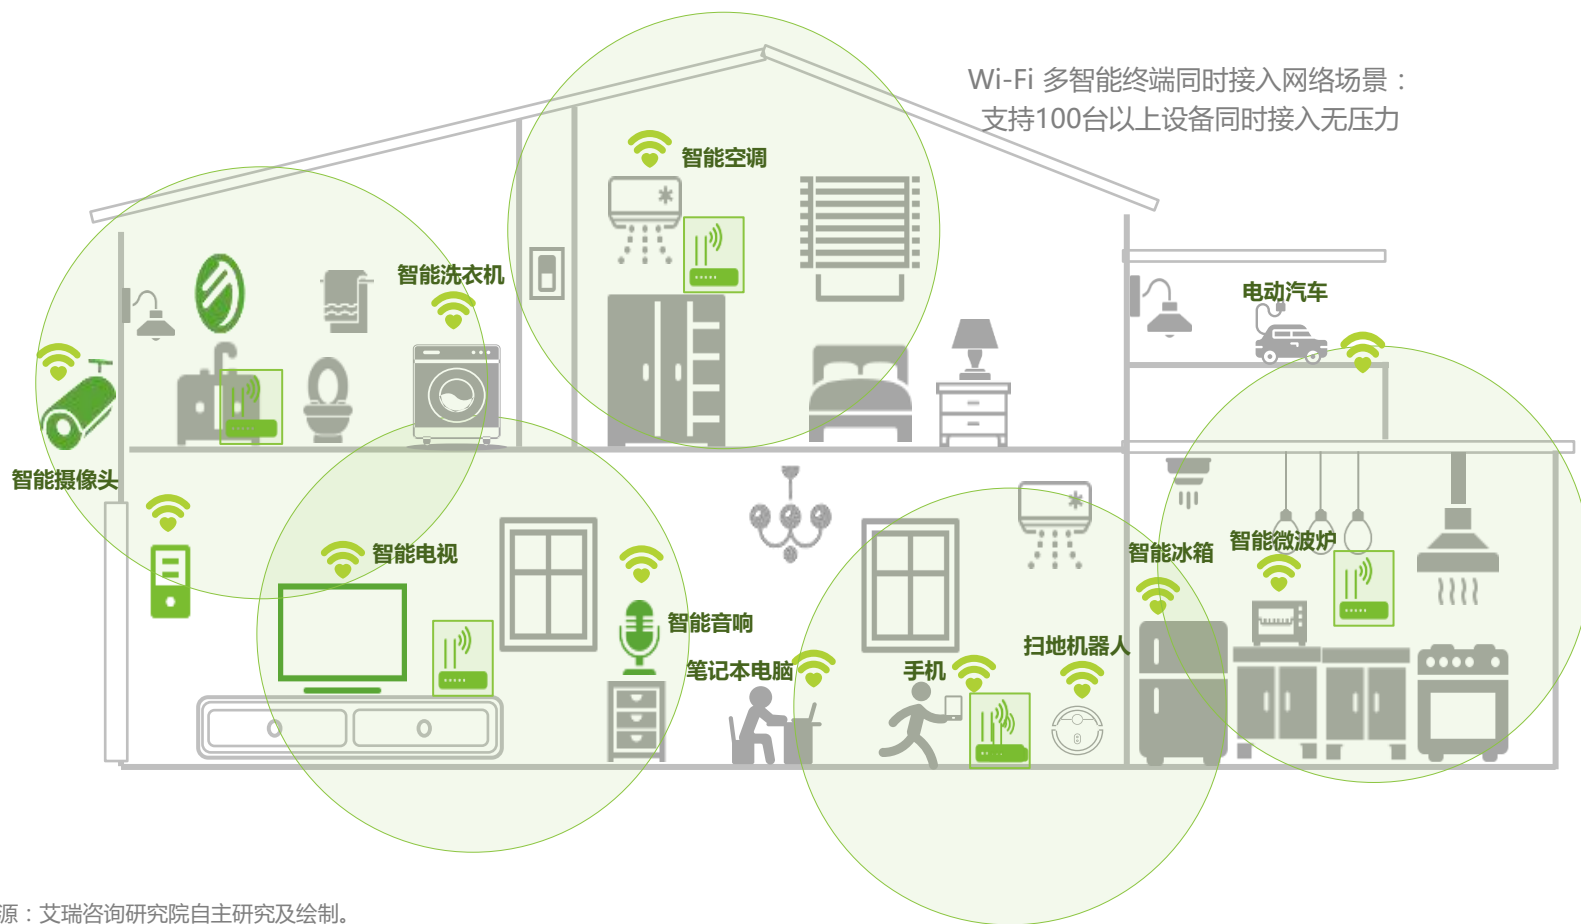 Wi-Fi 多智能终端同时接入网络场景：
支持100台以上设备同时接入无压力
智能空调
智能洗衣机
电动汽车
智能摄像头
智能电视
智能冰箱
智能微波炉
智能音响
笔记本电脑
手机
扫地机器人
源：艾瑞咨询研究院自主研究及绘制。